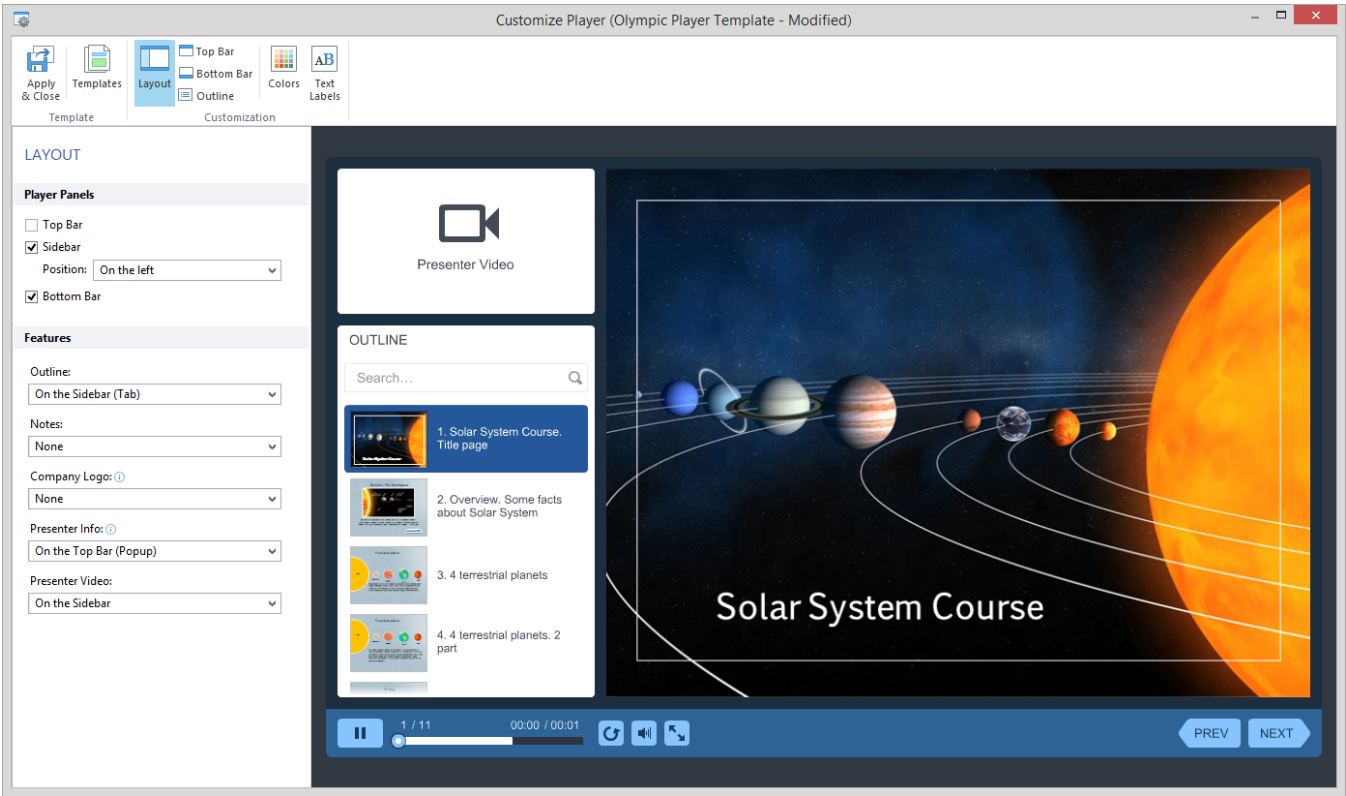 Customize Player (Olympic Player Template - Modified)
Apply
& Close
Templates
Layout
Top Bar
Bottom Bar
Outline
Colors
AB
Text
Labels
Template
Customization
LAYOUT
Player Panels
Top Bar
Sidebar
Position:
On the left
Bottom Bar
Features
Outline:
On the Sidebar (Tab)
Notes:
None
Company Logo:
None
Presenter Info:
On the Top Bar (Popup)
Presenter Video:
On the Sidebar
Presenter Video
OUTLINE
Search...
Solar System Course
1. Solar System Course.
Title page
2. Overview. Some facts
about Solar System
3. 4 terrestrial planets
4. 4 terrestrial planets. 2
part
Solar System Course
1 / 11
00:00 / 00:01
PREV
NEXT